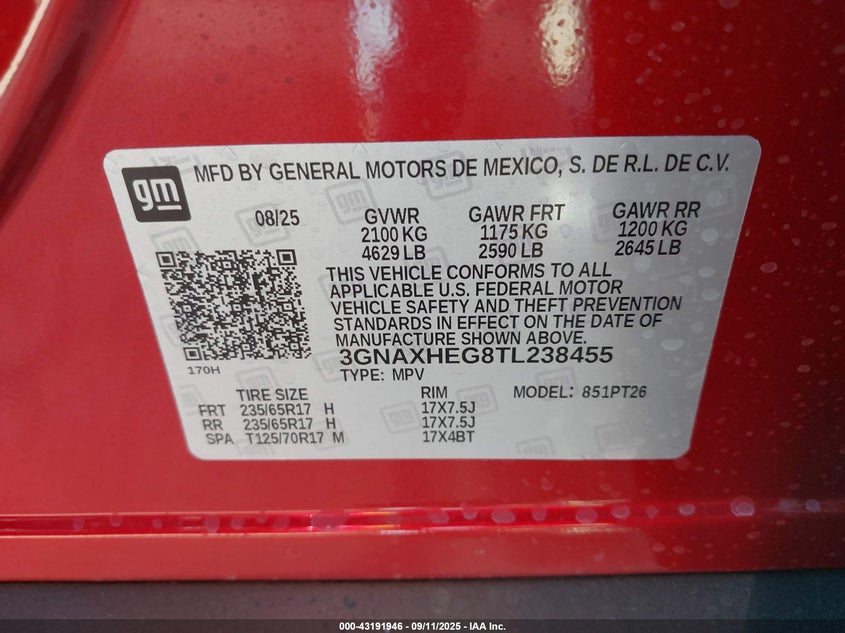 gm MFD BY GENERAL MOTORS DE MEXICO, S. DE R.L. DE C.V.
08/25 GVWR GAWR FRT GAWR RR
2100 KG 1175 KG 1200 KG
4629 LB 2590 LB 2645 LB
THIS VEHICLE CONFORMS TO ALL
APPLICABLE U.S. FEDERAL MOTOR
VEHICLE SAFETY AND THEFT PREVENTION
STANDARDS IN EFFECT ON THE DATE OF
MANUFACTURE SHOWN ABOVE.
3GNAXHEG8TL238455
170H
TYPE: MPV
TIRE SIZE RIM MODEL: 851PT26
FRT 235/65R17 H 17X7.5J
RR 235/65R17 H 17X7.5J
SPA T125/70R17 M 17X4BT
000-43191946 - 09/11/2025 - IAA Inc.